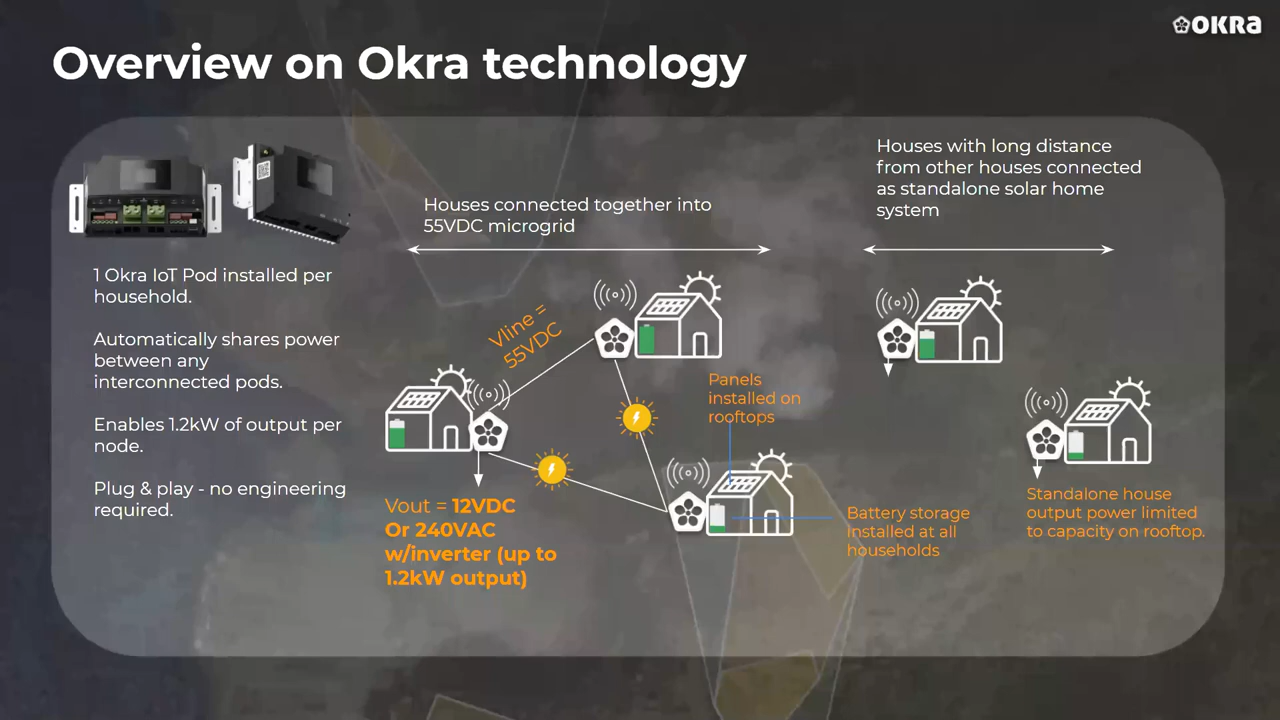 OKRA
Overview on Okra technology
1 Okra IoT Pod installed per
household.
Automatically shares power
between any
interconnected pods.
Enables 1.2kW of output per
node.
Plug & play - no engineering
required.
Houses connected together into
55VDC microgrid
Vline =
55VDC
Panels
installed on
rooftops
Vout = 12VDC
Or 240VAC
w/inverter (up to
1.2kW output)
Battery storage
installed at all
households
Houses with long distance
from other houses connected
as standalone solar home
system
Standalone house
output power limited
to capacity on rooftop.